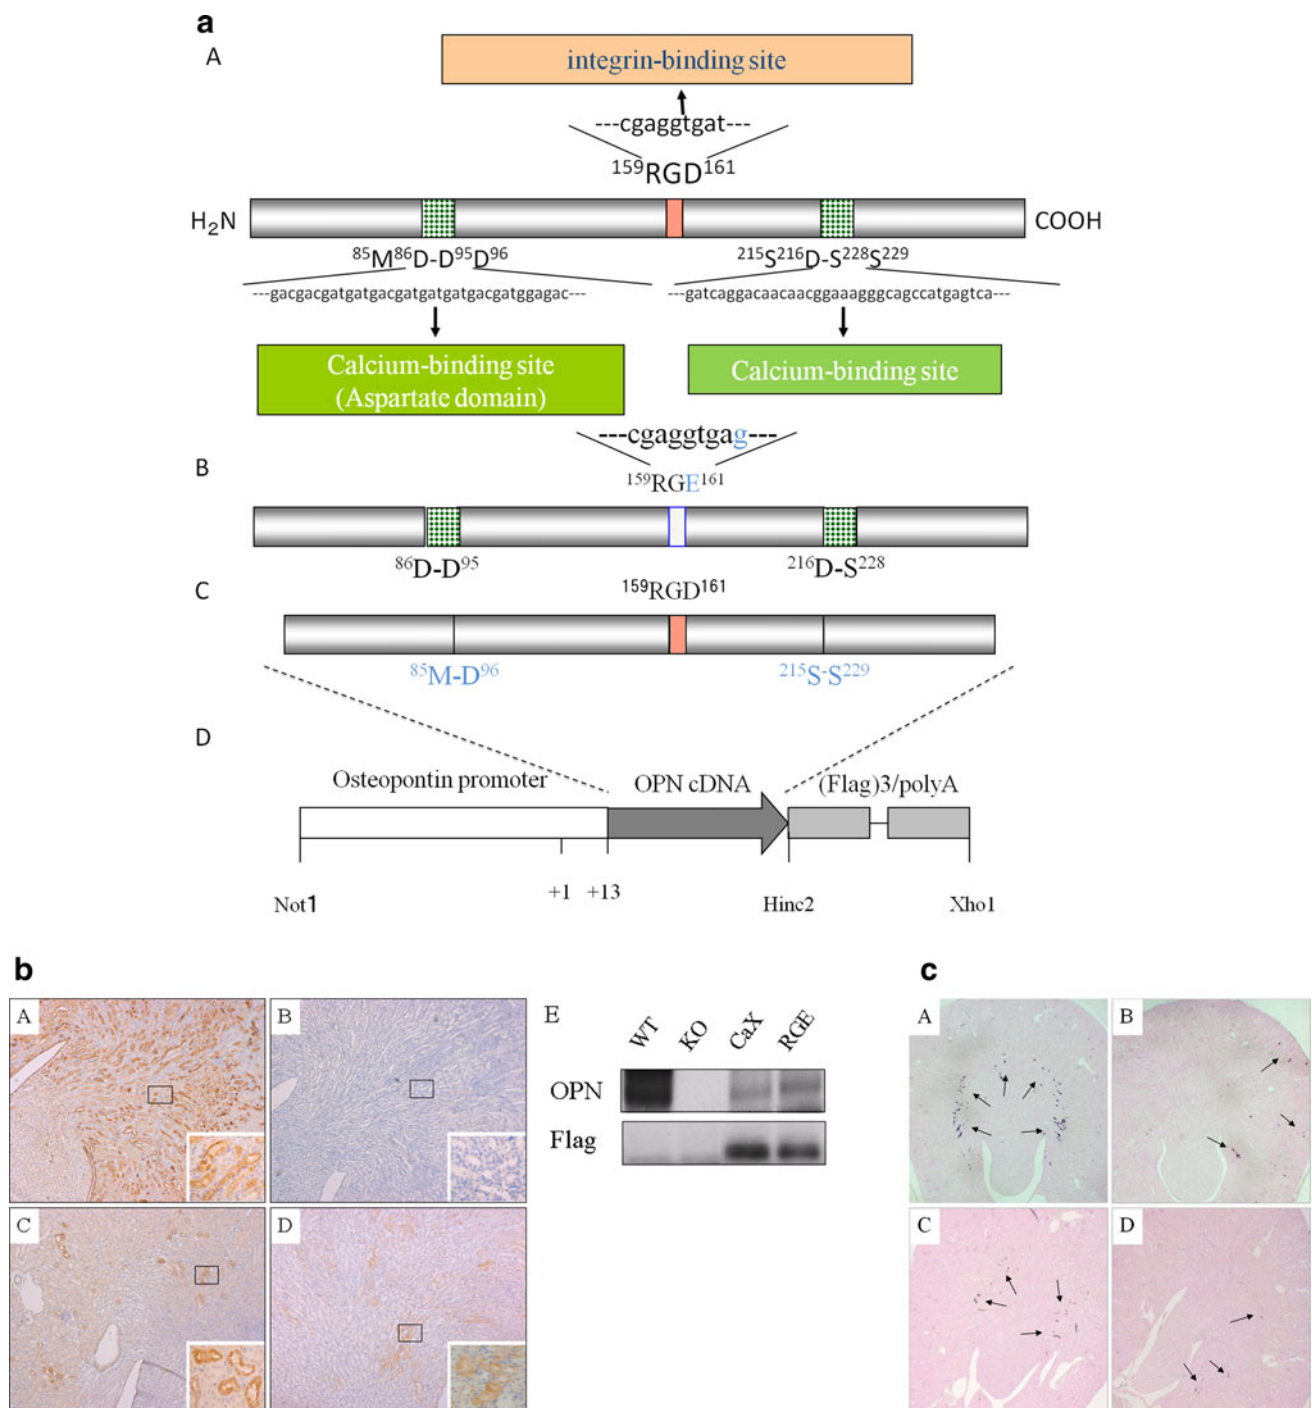 a
A
integrin-binding site
---cgaggtgat---
159RGD161
H2N
COOH
85M86D-D95D96
215S216D-S228S229
---gacgacgatgatgacgatgatgatgacgatggagac---
---gatcaggacaacaacggaaagggcagccatgagtca---
Calcium-binding site
(Aspartate domain)
Calcium-binding site
---cgaggtgag---
B
159RGE161
86D-D95
216D-S228
C
159RGD161
85M-D96
215S-S229
D
Osteopontin promoter
OPN cDNA
(Flag)3/polyA
+1
+13
Not1
Hinc2
Xho1
b
A
B
C
D
E
WT
KO
CaX
RGE
OPN
Flag
c
A
B
C
D